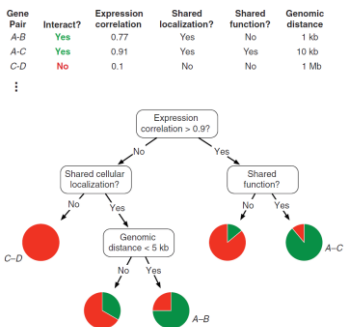 Gene Pair Interact? Expression correlation Shared localization? Shared function? Genomic distance
A-B Yes 0.77 Yes No 1 kb
A-C Yes 0.91 Yes Yes 10 kb
C-D No 0.1 No No 1 Mb
Expression
correlation > 0.9?
No Yes
Shared cellular
localization?
Shared
function?
No Yes No Yes
Genomic
distance < 5 kb
C–D
A–C
No Yes
A–B